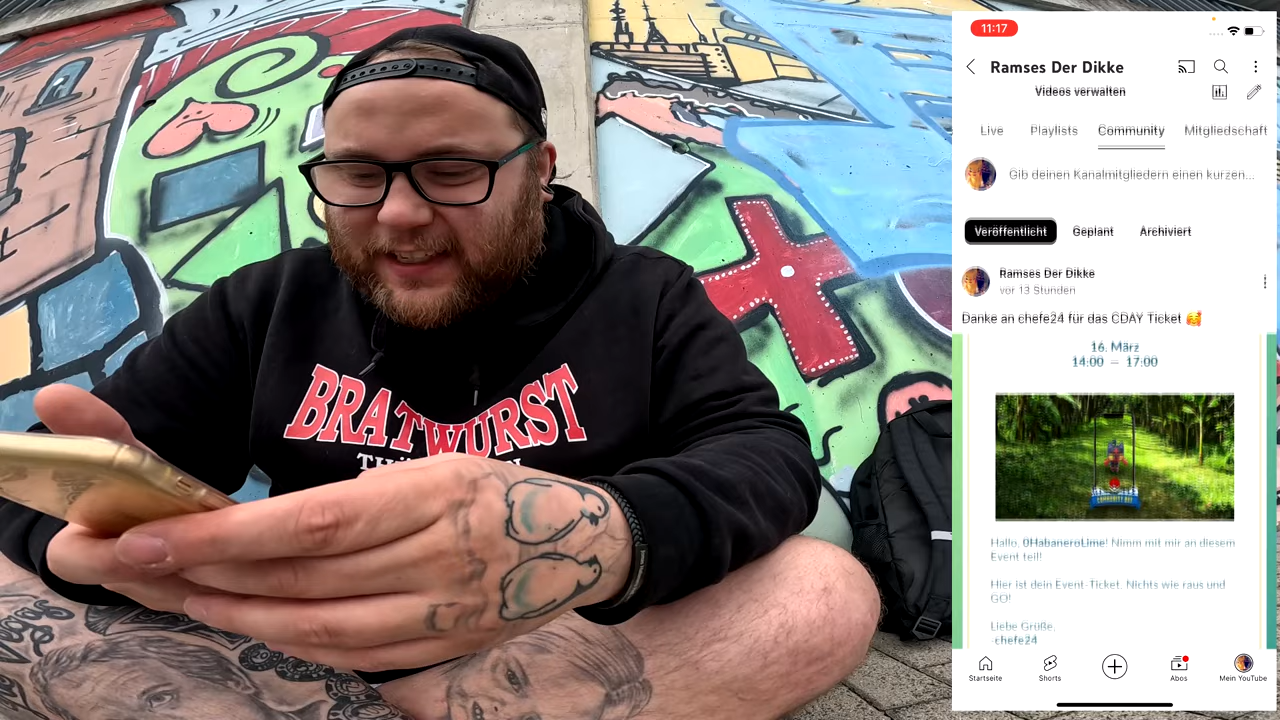 BRATWURST
11:17
Ramses Der Dikke
Videos verwalten
Live Playlists Community Mitgliedschaft
Gib deinen Kanalmitgliedern einen kurzen...
Veröffentlicht Geplant Archiviert
Ramses Der Dikke
vor 13 Stunden
Danke an chefe24 für das CDAY Ticket 🥰
16. März
14:00 – 17:00
COMMUNITY DAY
Hallo, 0HabaneroLime! Nimm mit mir an diesem
Event teil!
Hier ist dein Event-Ticket. Nichts wie raus und
GO!
Liebe Grüße,
-chefe24
Startseite Shorts Abos Mein YouTube